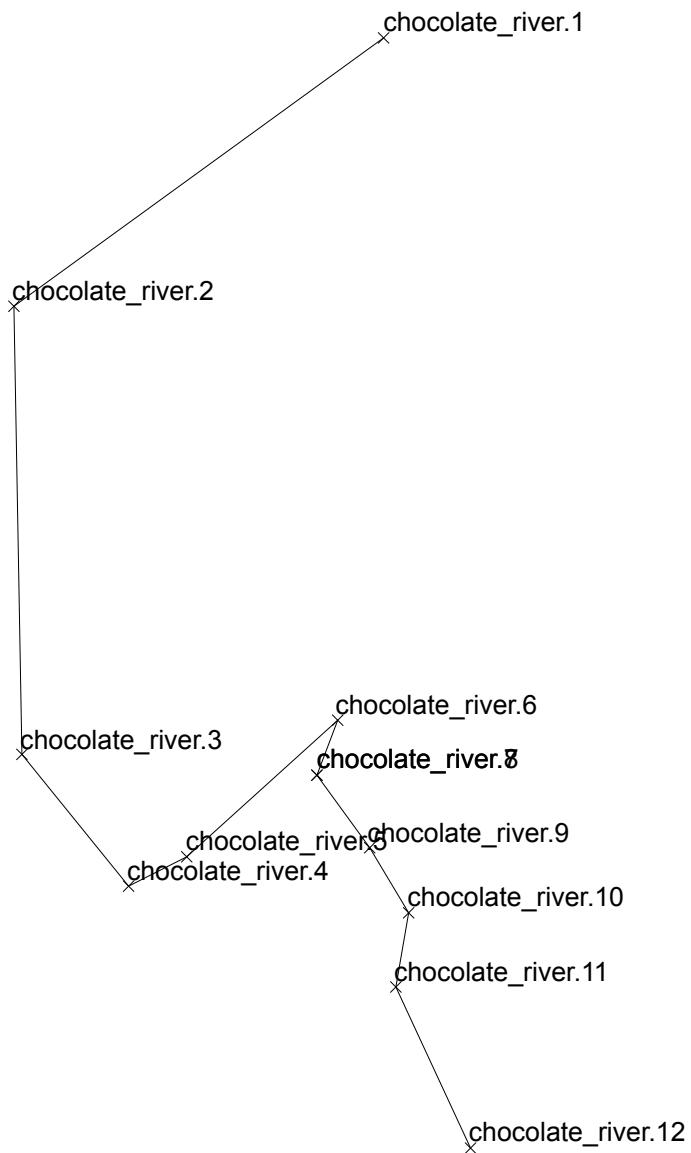 chocolate_river.1
chocolate_river.2
chocolate_river.6
chocolate_river.3
chocolate_river.7
chocolate_river.8
chocolate_river.9
chocolate_river.5
chocolate_river.4
chocolate_river.10
chocolate_river.11
chocolate_river.12